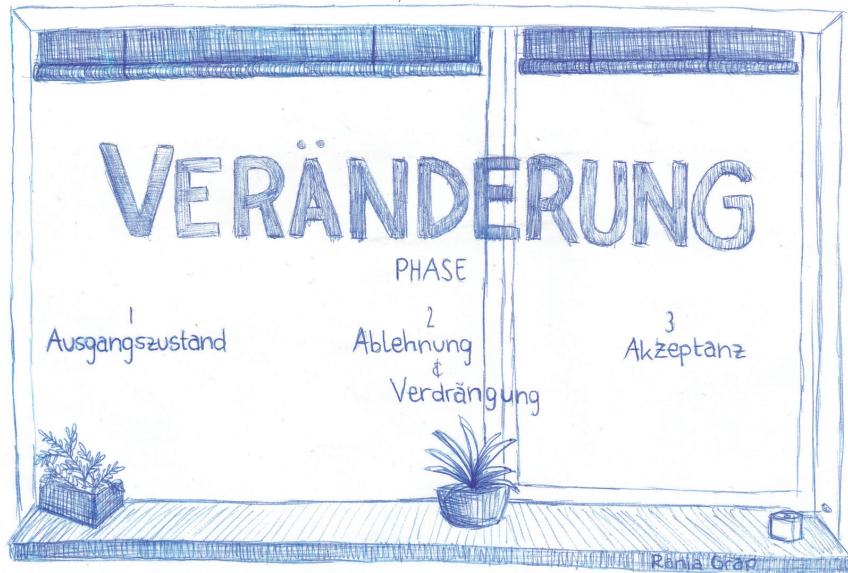 VERÄNDERUNG
PHASE
1
Ausgangszustand
2
Ablehnung
&
Verdrängung
3
Akzeptanz
Rania Grap